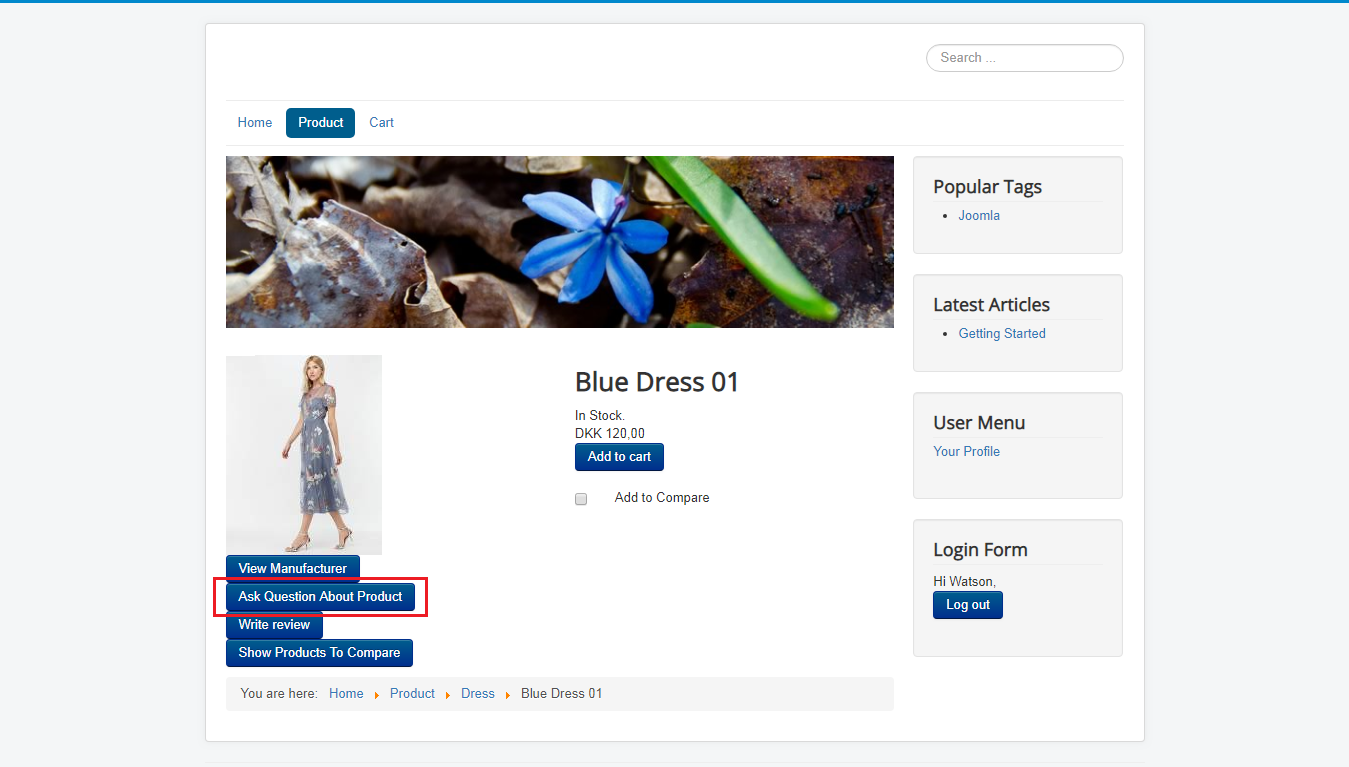 Search ...
Home Product Cart
Popular Tags
Joomla
Latest Articles
Getting Started
User Menu
Your Profile
Login Form
Hi Watson,
Log out
Blue Dress 01
In Stock.
DKK 120,00
Add to cart
Add to Compare
View Manufacturer
Ask Question About Product
Write review
Show Products To Compare
You are here: Home Product Dress Blue Dress 01